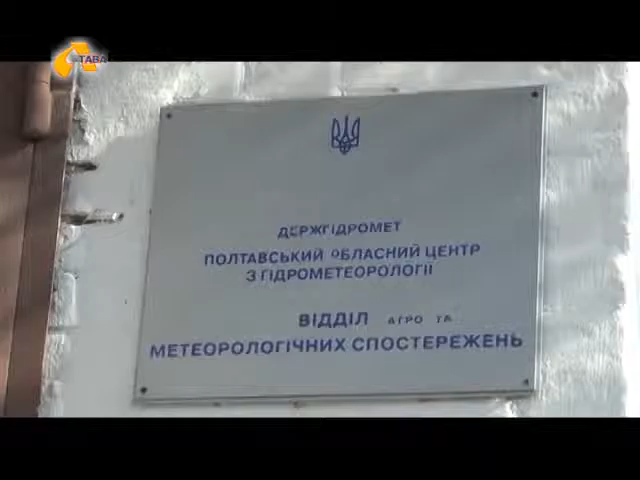 ТАВА
ДЕРЖГІДРОМЕТ
ПОЛТАВСЬКИЙ ОБЛАСНИЙ ЦЕНТР
З ГІДРОМЕТЕОРОЛОГІЇ
ВІДДІЛ АГРО ТА
МЕТЕОРОЛОГІЧНИХ СПОСТЕРЕЖЕНЬ